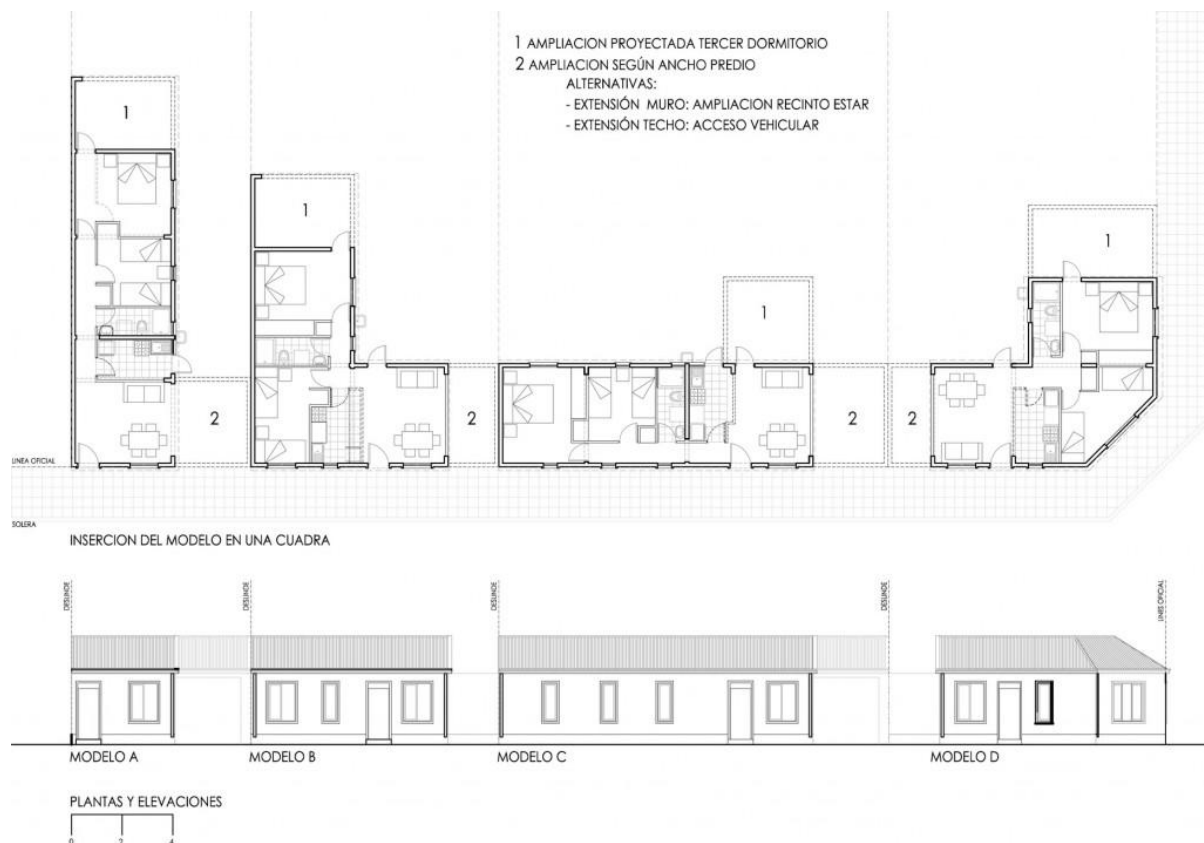 1 AMPLIACION PROYECTADA TERCER DORMITORIO
2 AMPLIACION SEGÚN ANCHO PREDIO
ALTERNATIVAS:
- EXTENSIÓN MURO: AMPLIACION RECINTO ESTAR
- EXTENSIÓN TECHO: ACCESO VEHICULAR
1
1
1
1
2
2
2
2
LINEA OFICIAL
SOLERA
INSERCION DEL MODELO EN UNA CUADRA
DESLINDE
DESLINDE
DESLINDE
DESLINDE
LINES OFICIAL
MODELO A
MODELO B
MODELO C
MODELO D
PLANTAS Y ELEVACIONES
0 2 4